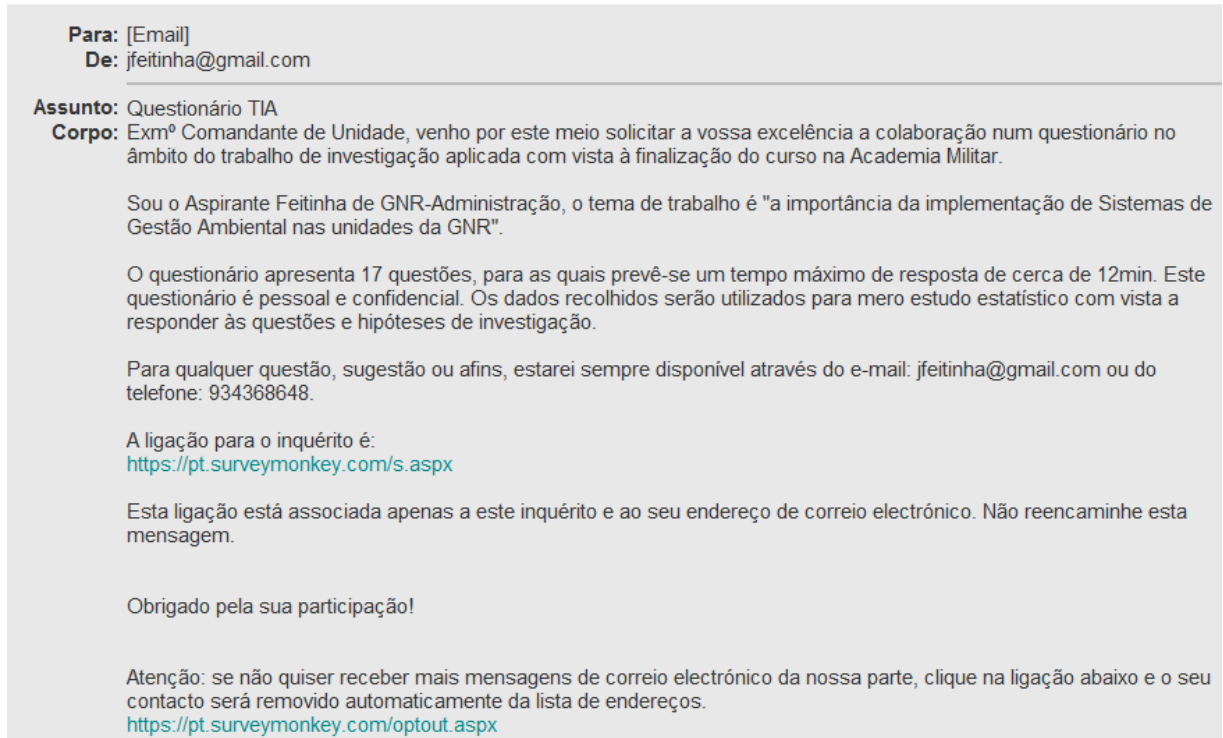 Para: [Email]
De: jfeitinha@gmail.com
Assunto: Questionário TIA
Corpo: Exmº Comandante de Unidade, venho por este meio solicitar a vossa excelência a colaboração num questionário no
âmbito do trabalho de investigação aplicada com vista à finalização do curso na Academia Militar.
Sou o Aspirante Feitinha de GNR-Administração, o tema de trabalho é "a importância da implementação de Sistemas de
Gestão Ambiental nas unidades da GNR".
O questionário apresenta 17 questões, para as quais prevê-se um tempo máximo de resposta de cerca de 12min. Este
questionário é pessoal e confidencial. Os dados recolhidos serão utilizados para mero estudo estatístico com vista a
responder às questões e hipóteses de investigação.
Para qualquer questão, sugestão ou afins, estarei sempre disponível através do e-mail: jfeitinha@gmail.com ou do
telefone: 934368648.
A ligação para o inquérito é:
https://pt.surveymonkey.com/s.aspx
Esta ligação está associada apenas a este inquérito e ao seu endereço de correio electrónico. Não reencaminhe esta
mensagem.
Obrigado pela sua participação!
Atenção: se não quiser receber mais mensagens de correio electrónico da nossa parte, clique na ligação abaixo e o seu
contacto será removido automaticamente da lista de endereços.
https://pt.surveymonkey.com/optout.aspx